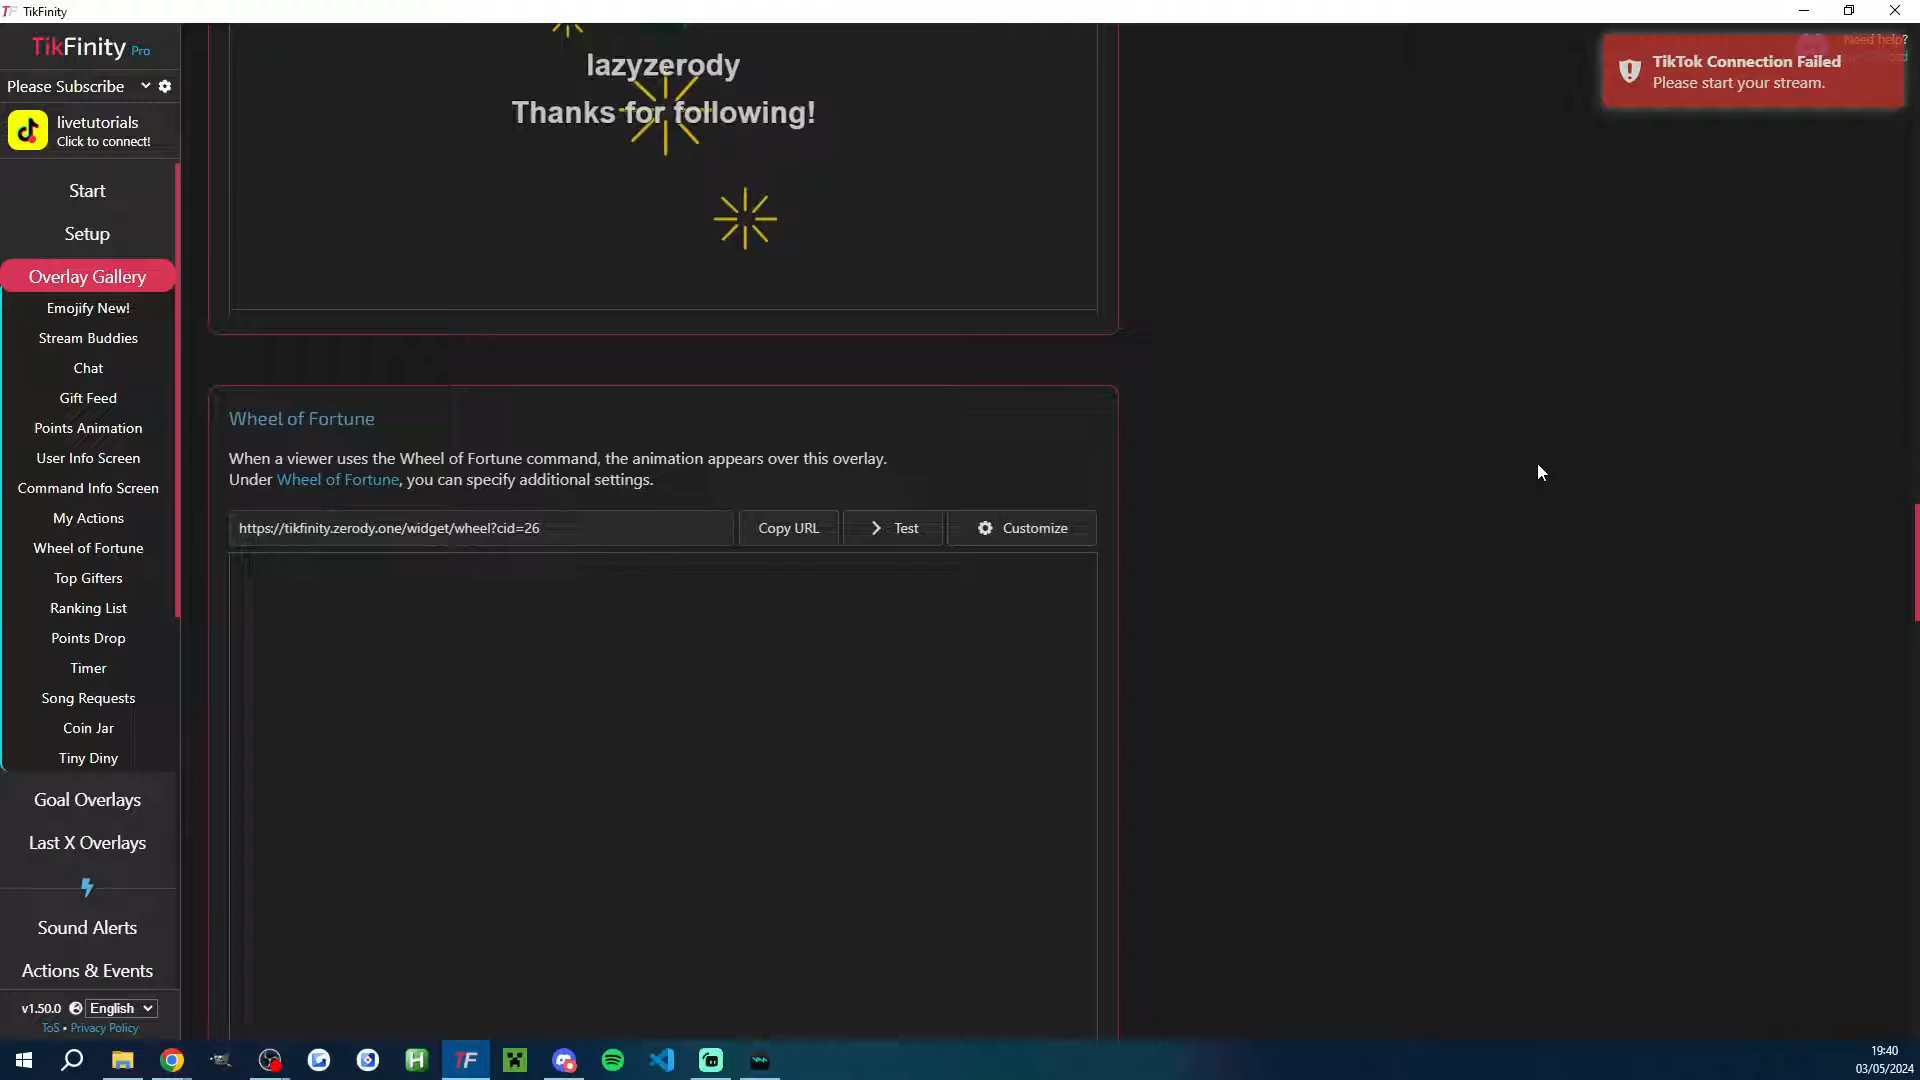 TikFinity
TikFinity Pro
Please Subscribe
livetutorials
Click to connect!
Start
Setup
Overlay Gallery
Emojify New!
Stream Buddies
Chat
Gift Feed
Points Animation
User Info Screen
Command Info Screen
My Actions
Wheel of Fortune
Top Gifters
Ranking List
Points Drop
Timer
Song Requests
Coin Jar
Tiny Diny
Goal Overlays
Last X Overlays
Sound Alerts
Actions & Events
v1.50.0 English
ToS • Privacy Policy
lazyzerody
Thanks for following!
Wheel of Fortune
When a viewer uses the Wheel of Fortune command, the animation appears over this overlay.
Under Wheel of Fortune, you can specify additional settings.
https://tikfinity.zerody.one/widget/wheel?cid=26
Copy URL
Test
Customize
Need help?
TikTok Connection Failed
Please start your stream.
TF
19:40
03/05/2024